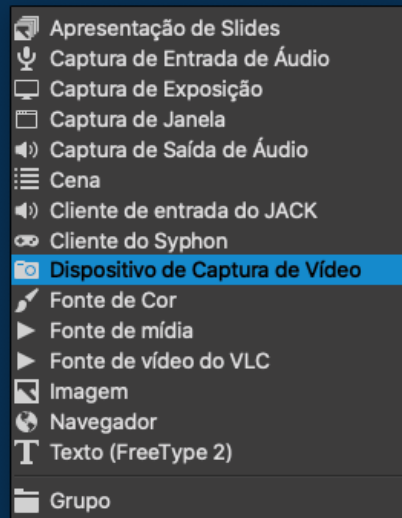 Apresentação de Slides
Captura de Entrada de Áudio
Captura de Exposição
Captura de Janela
Captura de Saída de Áudio
Cena
Cliente de entrada do JACK
Cliente do Syphon
Dispositivo de Captura de Vídeo
Fonte de Cor
Fonte de mídia
Fonte de vídeo do VLC
Imagem
Navegador
Texto (FreeType 2)
Grupo